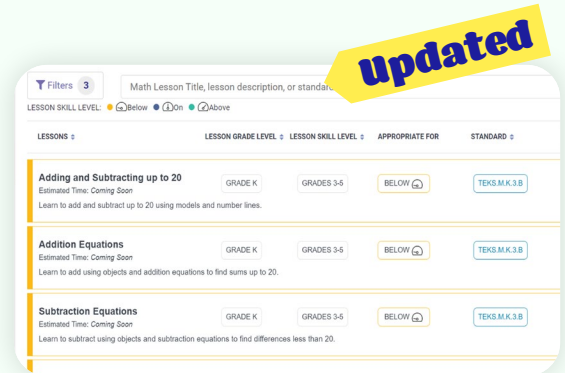 Updated
Filters 3
Math Lesson Title, lesson description, or standard
LESSON SKILL LEVEL: Below On Above
LESSONS LESSON GRADE LEVEL LESSON SKILL LEVEL APPROPRIATE FOR STANDARD
Adding and Subtracting up to 20 GRADE K GRADES 3-5 BELOW TEKS.M.K.3.B
Estimated Time: Coming Soon
Learn to add and subtract up to 20 using models and number lines.
Addition Equations GRADE K GRADES 3-5 BELOW TEKS.M.K.3.B
Estimated Time: Coming Soon
Learn to add using objects and addition equations to find sums up to 20.
Subtraction Equations GRADE K GRADES 3-5 BELOW TEKS.M.K.3.B
Estimated Time: Coming Soon
Learn to subtract using objects and subtraction equations to find differences less than 20.